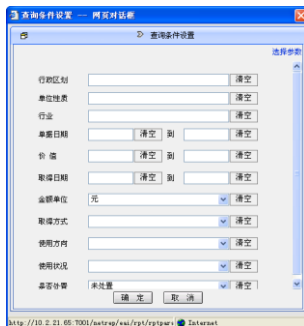 查询条件设置 -- 网页对话框
查询条件设置
选择参数
行政区划 清空
单位性质 清空
行业 清空
单据日期 清空 到 清空
价 值 清空 到 清空
取得日期 清空 到 清空
金额单位 元 清空
取得方式 清空
使用方向 清空
使用状况 清空
是否处置 未处置 清空
确 定 取 消
http://10.2.21.65:7001/netrep/eai/rpt/rptpar Internet